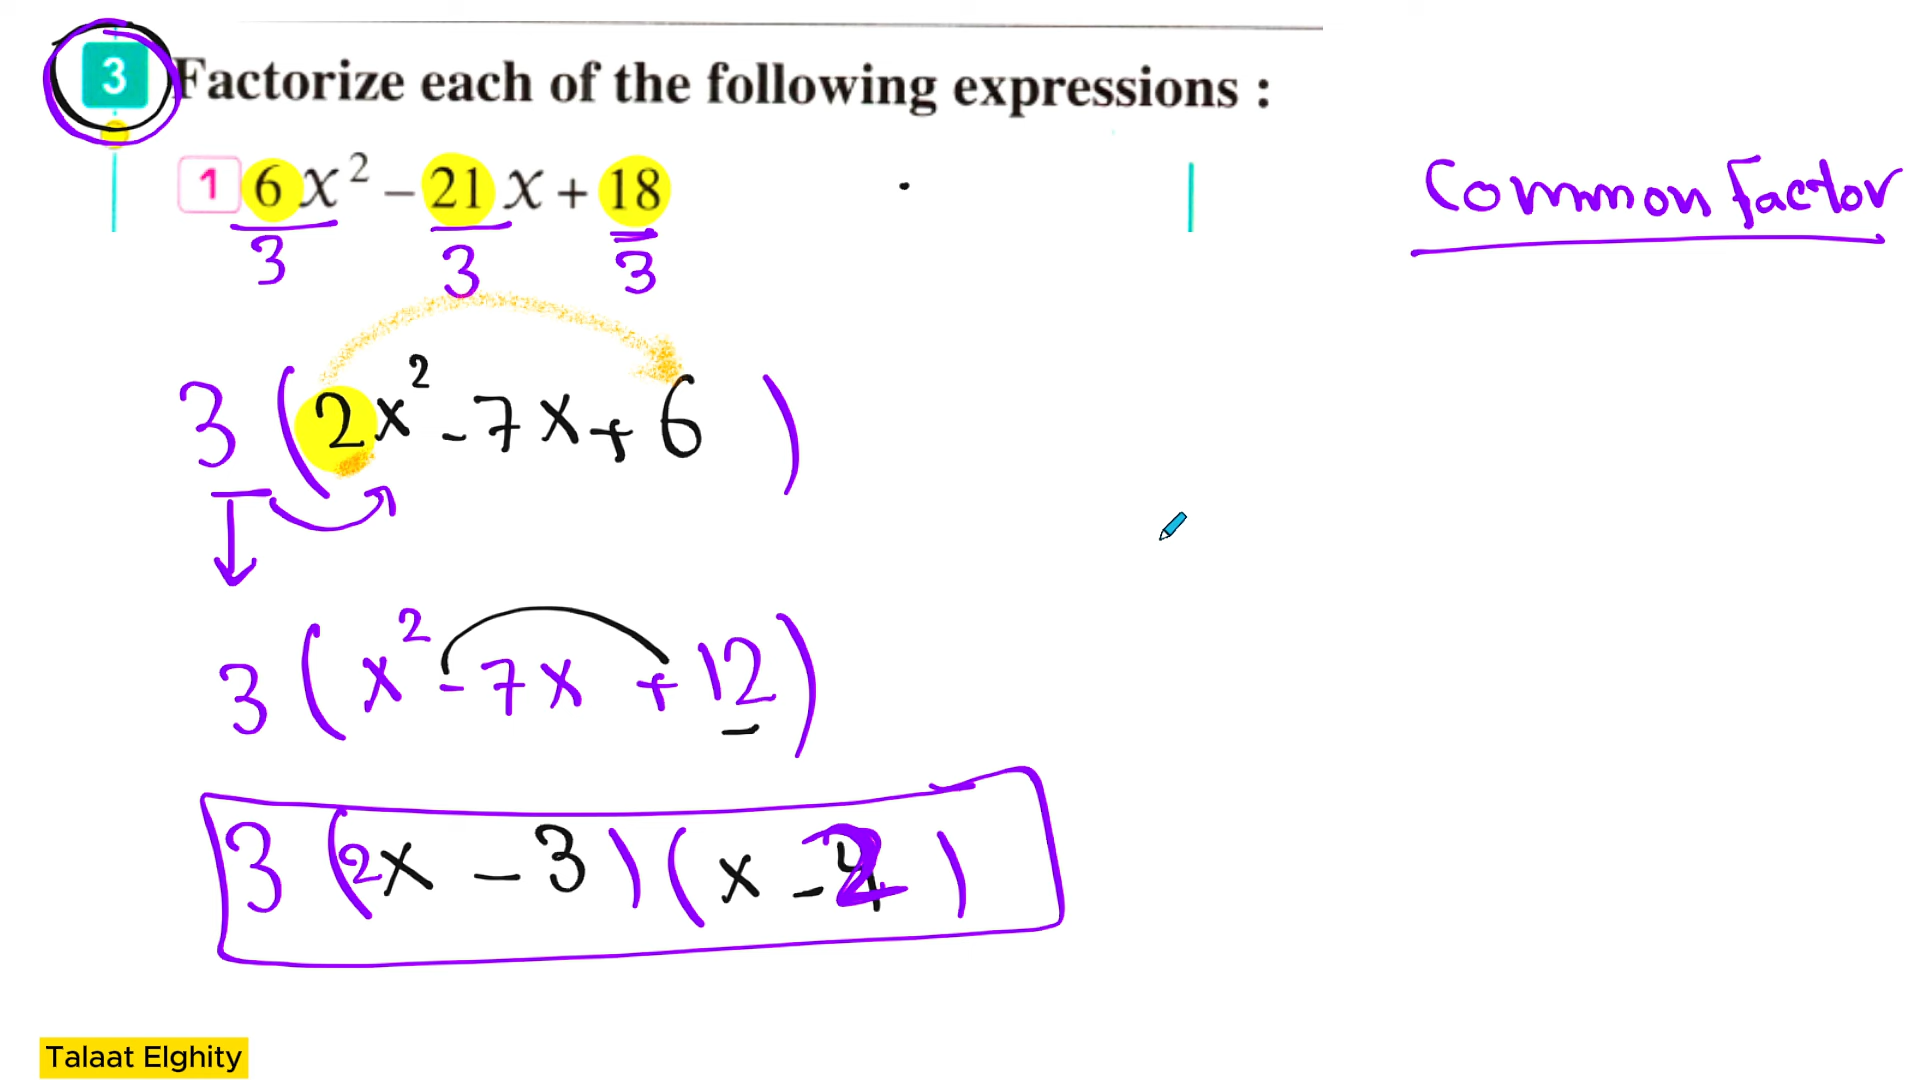 3 Factorize each of the following expressions :
1 6x² – 21x + 18
3 3 3
Common Factor
3 ( 2x² - 7x + 6 )
3 ( x² - 7x + 12 )
3 ( 2x - 3 ) ( x - 2 )
Talaat Elghity